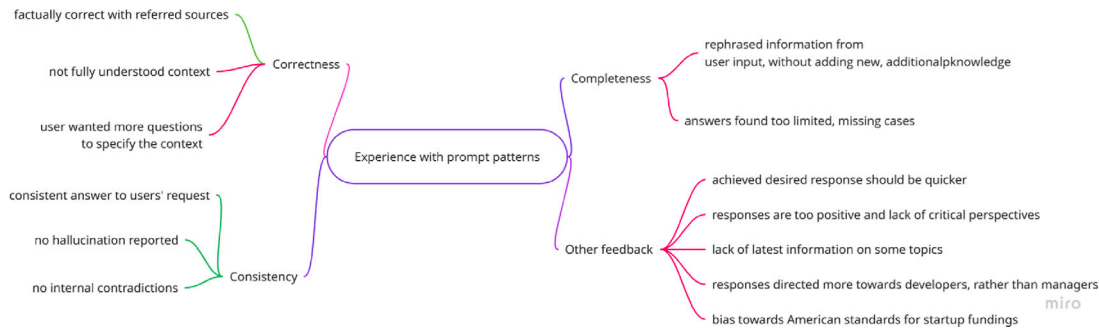 factually correct with referred sources
not fully understood context
user wanted more questions
to specify the context
Correctness
consistent answer to users' request
no hallucination reported
no internal contradictions
Consistency
Experience with prompt patterns
Completeness
rephrased information from
user input, without adding new, additionalpknowledge
answers found too limited, missing cases
Other feedback
achieved desired response should be quicker
responses are too positive and lack of critical perspectives
lack of latest information on some topics
responses directed more towards developers, rather than managers
bias towards American standards for startup fundings
miro